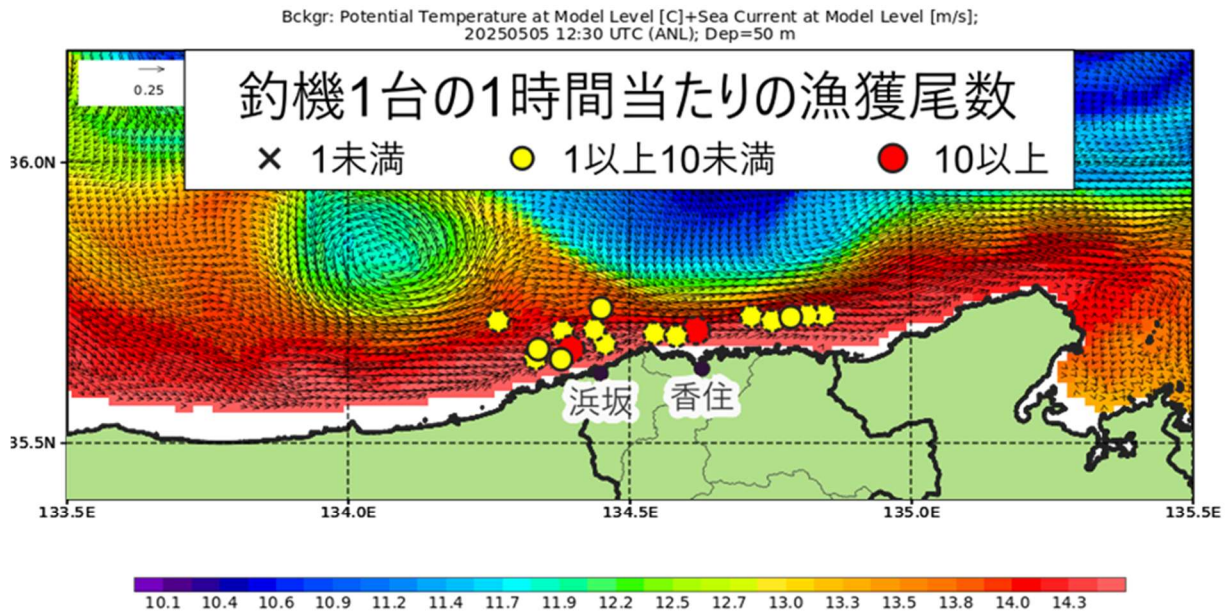 Bckgr: Potential Temperature at Model Level [C]+Sea Current at Model Level [m/s];
20250505 12:30 UTC (ANL); Dep=50 m
0.25
釣機1台の1時間当たりの漁獲尾数
1未満
1以上10未満
10以上
36.0N
浜坂
香住
35.5N
133.5E 134.0E 134.5E 135.0E 135.5E
10.1 10.4 10.6 10.9 11.2 11.4 11.7 11.9 12.2 12.5 12.7 13.0 13.3 13.5 13.8 14.0 14.3